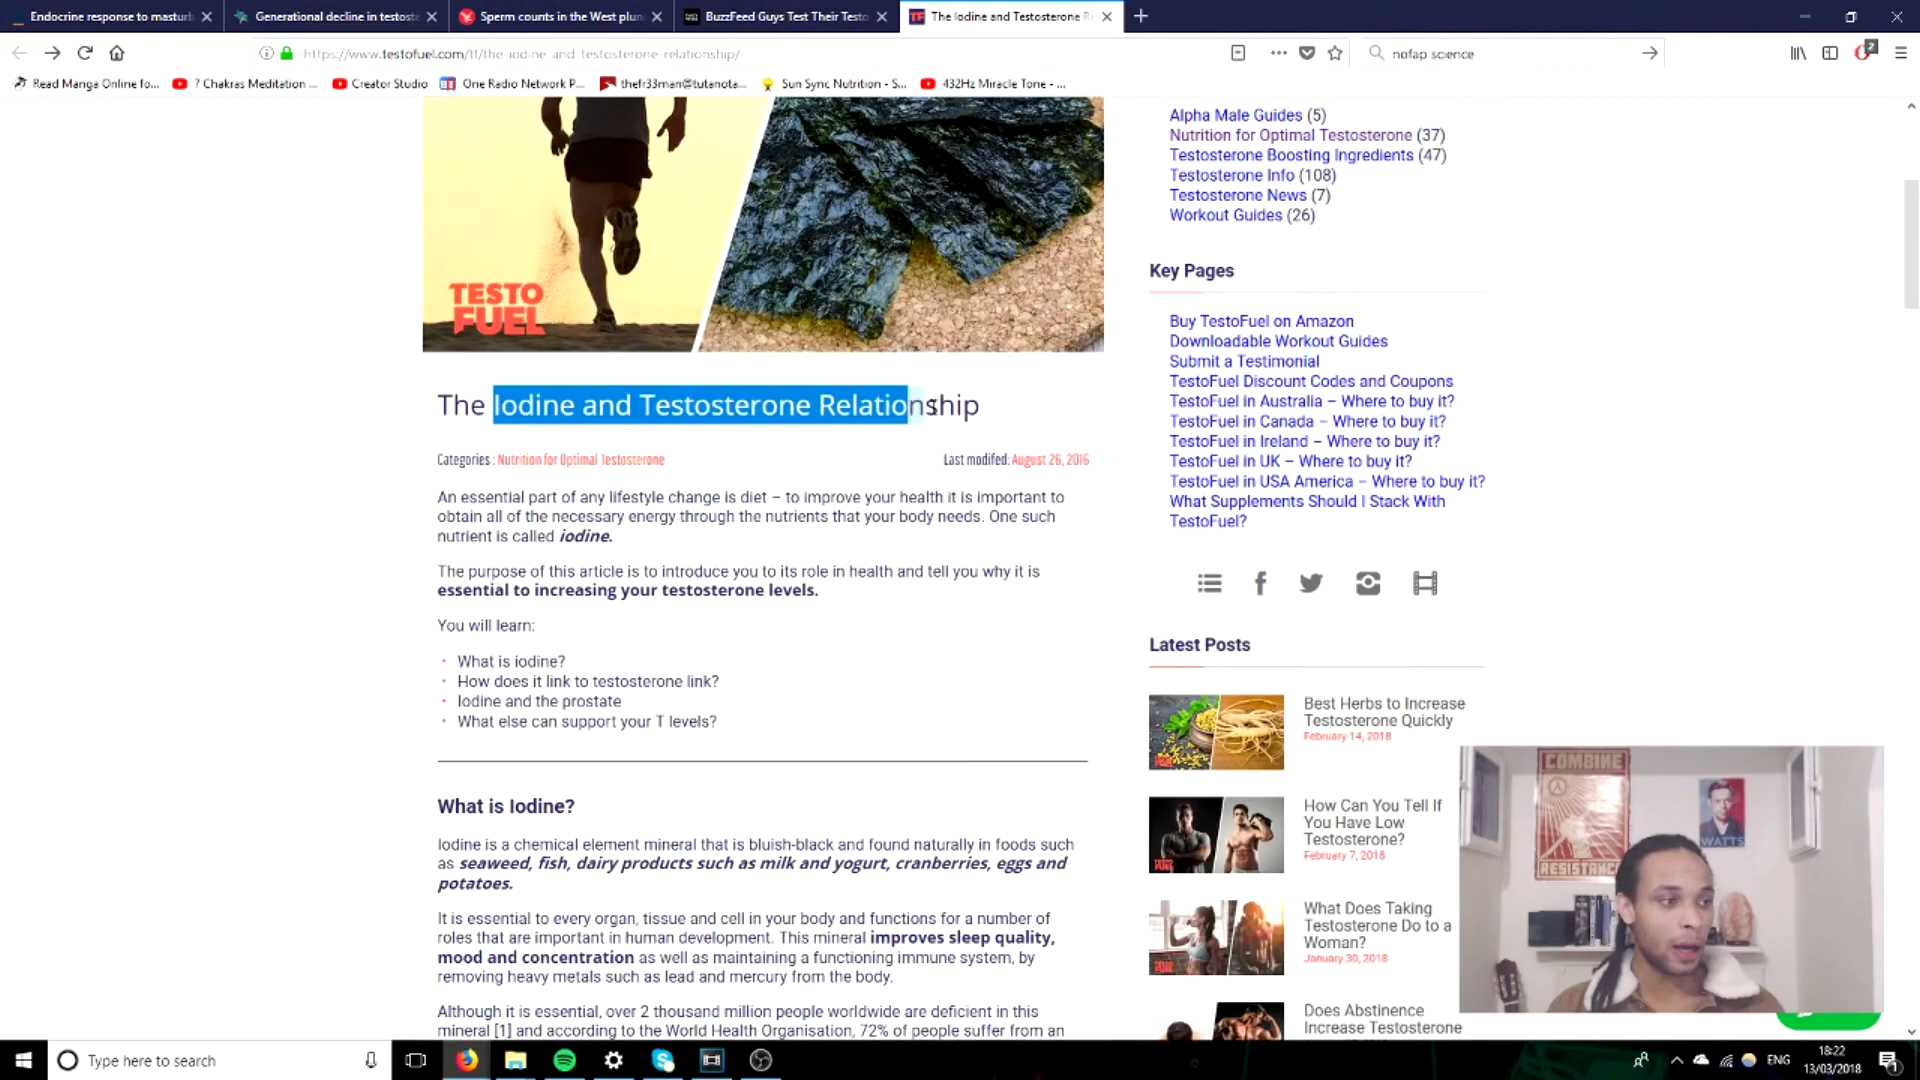 Endocrine response to masturb
Generational decline in testoste
Sperm counts in the West plun
BuzzFeed Guys Test Their Testo
The Iodine and Testosterone Re
https://www.testofuel.com/tf/the-iodine-and-testosterone-relationship/
nofap science
2
Read Manga Online fo...
7 Chakras Meditation ...
Creator Studio
One Radio Network P...
thefr33man@tutanota...
Sun Sync Nutrition - S...
432Hz Miracle Tone - ...
TESTO
FUEL
The Iodine and Testosterone Relationship
Categories : Nutrition for Optimal Testosterone
Last modifed: August 26, 2016
An essential part of any lifestyle change is diet – to improve your health it is important to
obtain all of the necessary energy through the nutrients that your body needs. One such
nutrient is called iodine.
The purpose of this article is to introduce you to its role in health and tell you why it is
essential to increasing your testosterone levels.
You will learn:
What is iodine?
How does it link to testosterone link?
Iodine and the prostate
What else can support your T levels?
What is Iodine?
Iodine is a chemical element mineral that is bluish-black and found naturally in foods such
as seaweed, fish, dairy products such as milk and yogurt, cranberries, eggs and
potatoes.
It is essential to every organ, tissue and cell in your body and functions for a number of
roles that are important in human development. This mineral improves sleep quality,
mood and concentration as well as maintaining a functioning immune system, by
removing heavy metals such as lead and mercury from the body.
Although it is essential, over 2 thousand million people worldwide are deficient in this
mineral [1] and according to the World Health Organisation, 72% of people suffer from an
Alpha Male Guides (5)
Nutrition for Optimal Testosterone (37)
Testosterone Boosting Ingredients (47)
Testosterone Info (108)
Testosterone News (7)
Workout Guides (26)
Key Pages
Buy TestoFuel on Amazon
Downloadable Workout Guides
Submit a Testimonial
TestoFuel Discount Codes and Coupons
TestoFuel in Australia – Where to buy it?
TestoFuel in Canada – Where to buy it?
TestoFuel in Ireland – Where to buy it?
TestoFuel in UK – Where to buy it?
TestoFuel in USA America – Where to buy it?
What Supplements Should I Stack With
TestoFuel?
Latest Posts
Best Herbs to Increase
Testosterone Quickly
February 14, 2018
How Can You Tell If
You Have Low
Testosterone?
February 7, 2018
What Does Taking
Testosterone Do to a
Woman?
January 30, 2018
Does Abstinence
Increase Testosterone
COMBINE
RESISTANCE
WATTS
Type here to search
ENG
18:22
13/03/2018
1